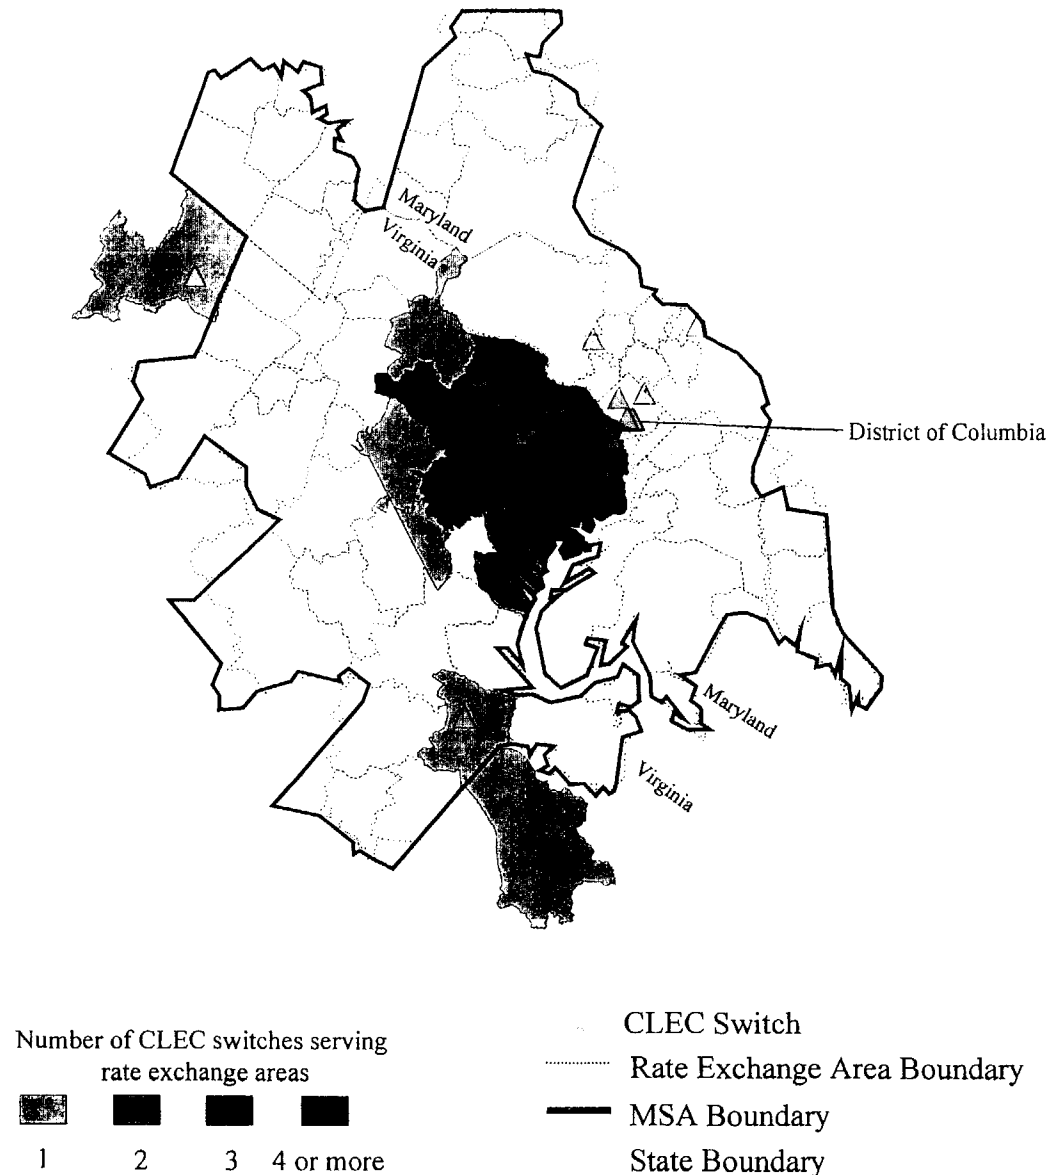 Maryland
Virginia
District of Columbia
Maryland
Virginia
Number of CLEC switches serving
rate exchange areas
1 2 3 4 or more
CLEC Switch
Rate Exchange Area Boundary
MSA Boundary
State Boundary